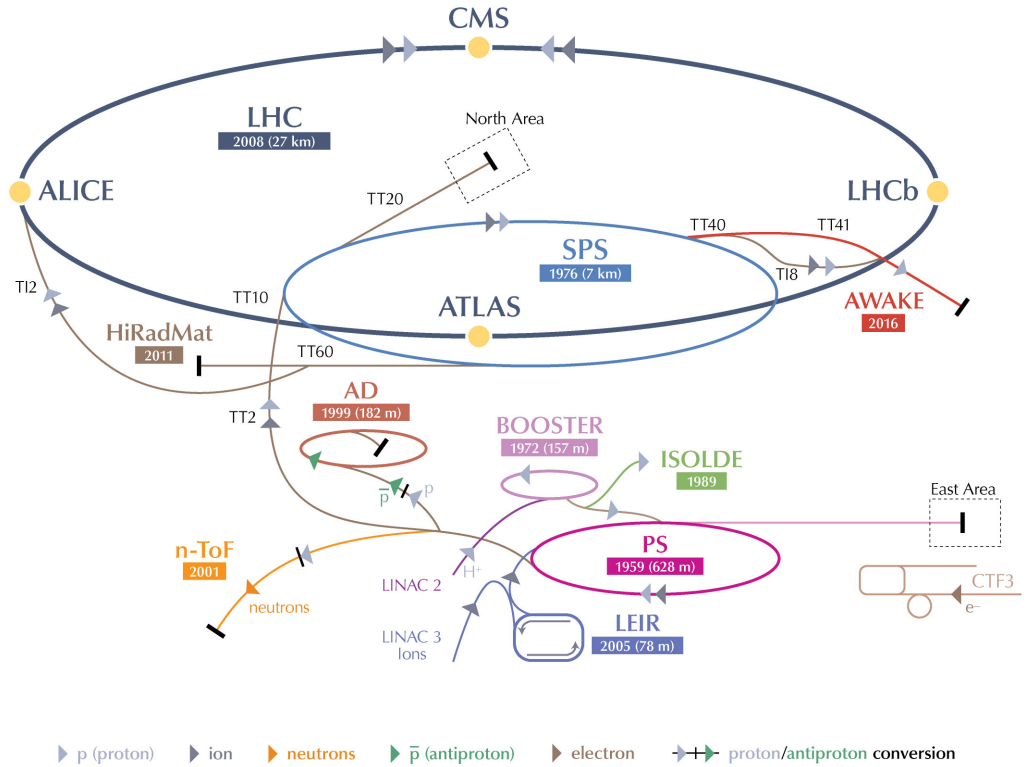 CMS
LHC
2008 (27 km)
North Area
ALICE
TT20
LHCb
TT40
TT41
SPS
1976 (7 km)
TI2
TT10
TI8
ATLAS
AWAKE
2016
HiRadMat
2011
TT60
AD
1999 (182 m)
TT2
BOOSTER
1972 (157 m)
ISOLDE
1989
p̅
p
East Area
n-ToF
2001
PS
1959 (628 m)
H⁺
LINAC 2
neutrons
CTF3
e–
LINAC 3
Ions
LEIR
2005 (78 m)
p (proton)
ion
neutrons
p̅ (antiproton)
electron
proton/antiproton conversion